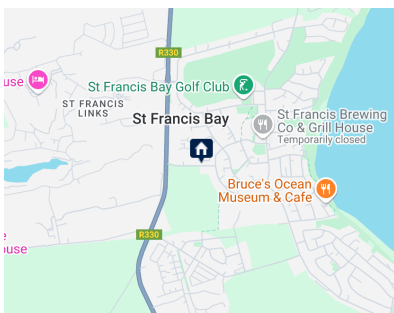 R330
ouse
St Francis Bay Golf Club
ST FRANCIS
LINKS
St Francis Bay
St Francis Brewing
Co & Grill House
Temporarily closed
Bruce's Ocean
Museum & Cafe
R330
e
ouse